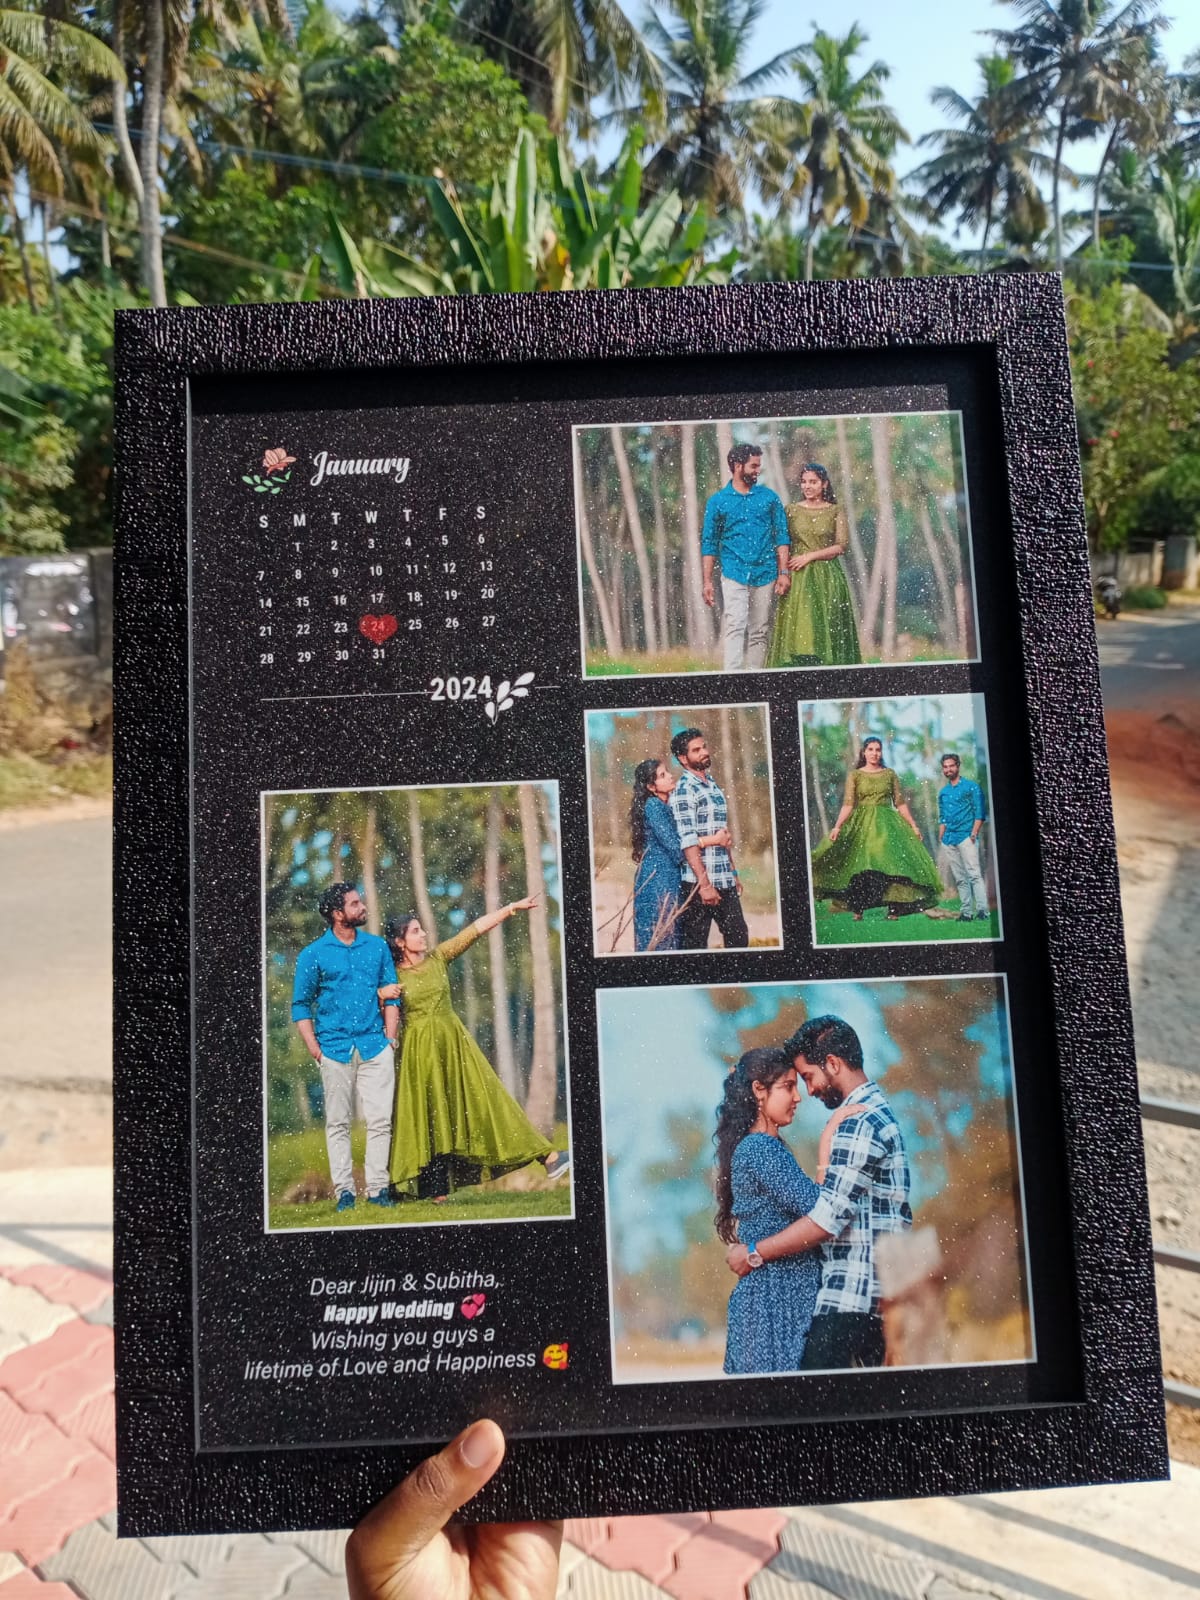 January
S M T W T F S
1 2 3 4 5 6
7 8 9 10 11 12 13
14 15 16 17 18 19 20
21 22 23 24 25 26 27
28 29 30 31
2024
Dear Jijin & Subitha,
Happy Wedding 💞
Wishing you guys a
lifetime of Love and Happiness 🥰